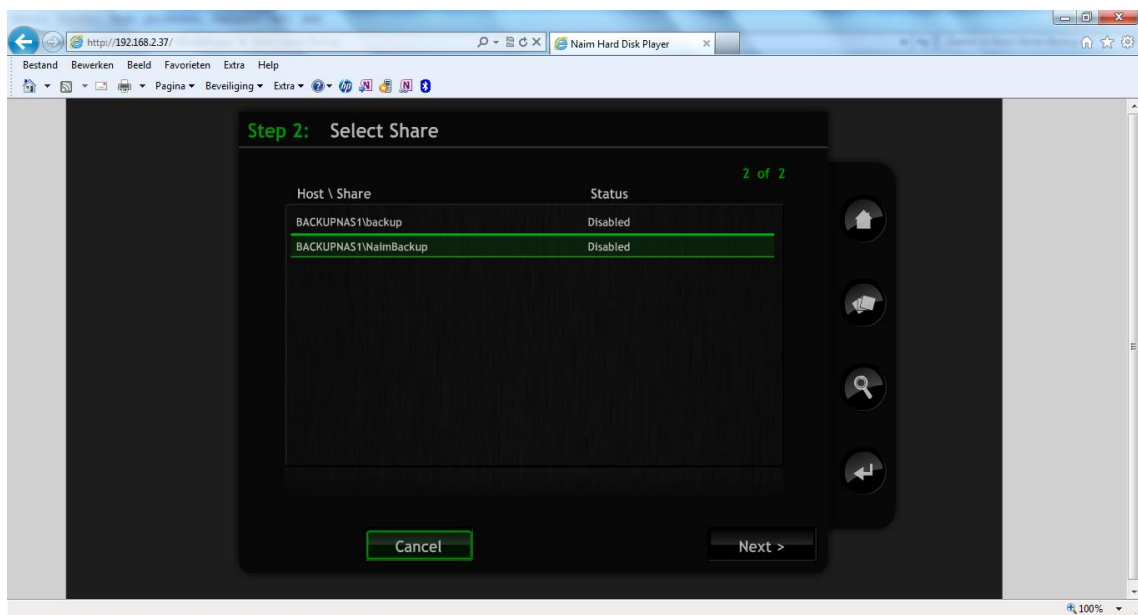 http://192.168.2.37/
Naim Hard Disk Player
Bestand Bewerken Beeld Favorieten Extra Help
Pagina Beveiliging Extra
Step 2: Select Share
2 of 2
Host \ Share Status
BACKUPNAS1\backup Disabled
BACKUPNAS1\NaimBackup Disabled
Cancel Next >
100%